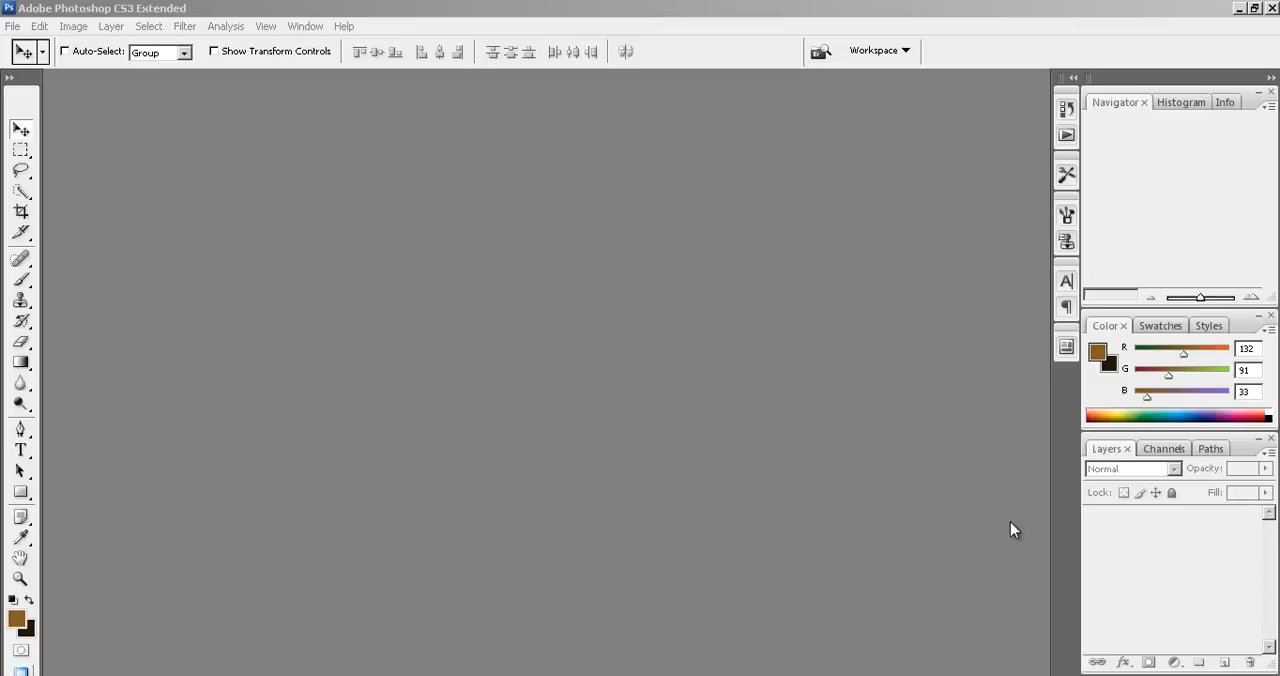 Ps Adobe Photoshop CS3 Extended
File Edit Image Layer Select Filter Analysis View Window Help
Auto-Select: Group Show Transform Controls Workspace
Navigator Histogram Info
Color Swatches Styles
R 132
G 91
B 33
Layers Channels Paths
Normal Opacity:
Lock: Fill: